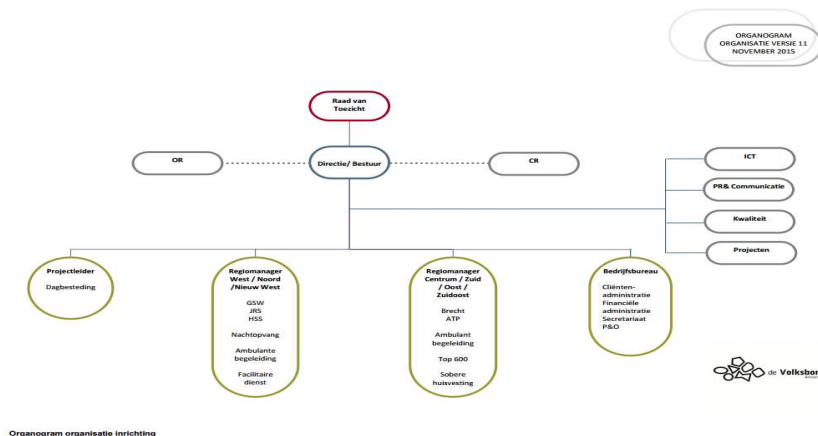 ORGANOGRAM
ORGANISATIE VERSIE 11
NOVEMBER 2015
Raad van
Toezicht
OR
Directie/ Bestuur
CR
ICT
PR& Communicatie
Kwaliteit
Projecten
Projectleider
Dagbesteding
Regiomanager
West / Noord
/Nieuw West
GSW
JRS
HSS
Nachtopvang
Ambulante
begeleiding
Facilitaire
dienst
Regiomanager
Centrum / Zuid
/ Oost /
Zuidoost
Brecht
ATP
Ambulant
begeleiding
Top 600
Sobere
huisvesting
Bedrijfsbureau
Cliënten-
administratie
Financiële
administratie
Secretariaat
P&O
de Volksbon
Organogram organisatie inrichting